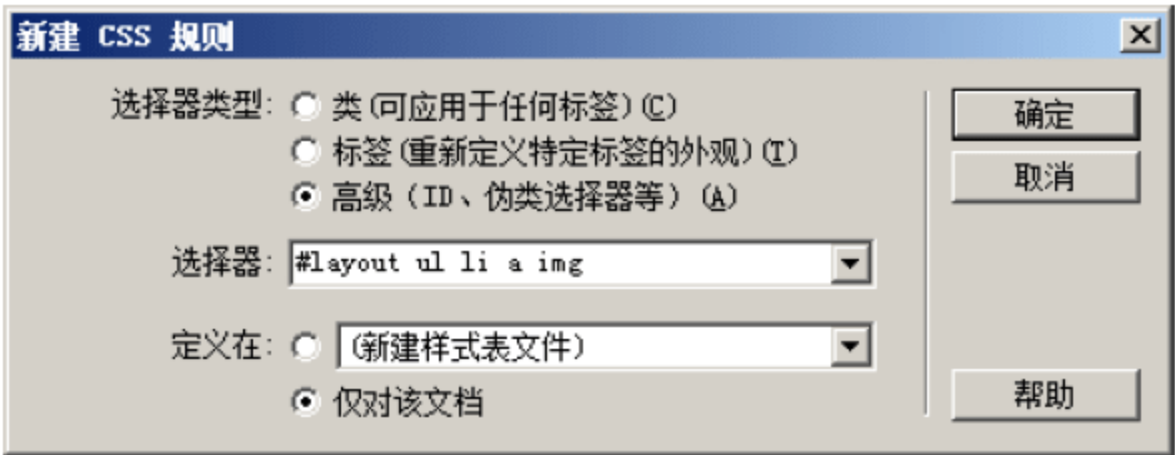 新建 CSS 规则
选择器类型: 类(可应用于任何标签)(C)
标签(重新定义特定标签的外观)(T)
高级（ID、伪类选择器等）(A)
选择器: #layout ul li a img
定义在: (新建样式表文件)
仅对该文档
确定
取消
帮助